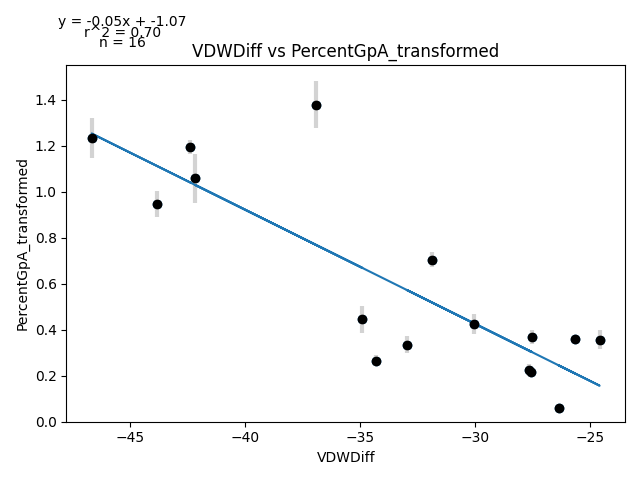 y = -0.05x + -1.07
r^2 = 0.70
n = 16
VDWDiff vs PercentGpA_transformed
PercentGpA_transformed
1.4
1.2
1.0
0.8
0.6
0.4
0.2
0.0
−45
−40
−35
−30
−25
VDWDiff